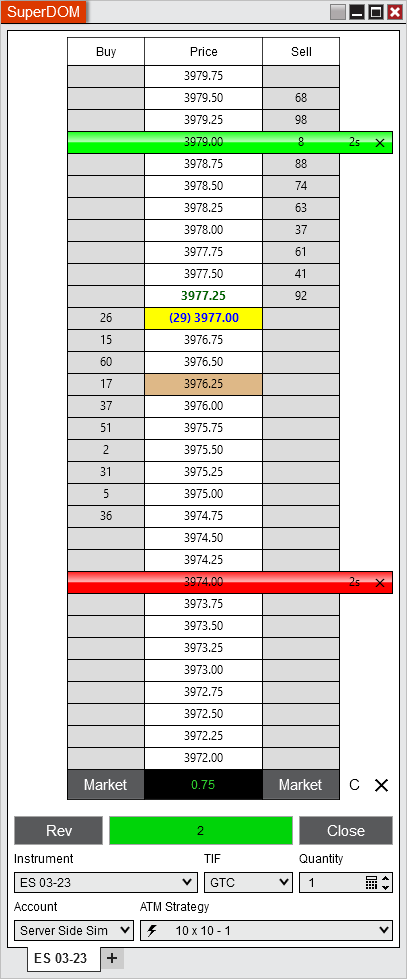 SuperDOM
Buy Price Sell
3979.75
3979.50 68
3979.25 98
3979.00 8 2s
3978.75 88
3978.50 74
3978.25 63
3978.00 37
3977.75 61
3977.50 41
3977.25 92
26 (29) 3977.00
15 3976.75
60 3976.50
17 3976.25
37 3976.00
51 3975.75
2 3975.50
31 3975.25
5 3975.00
36 3974.75
3974.50
3974.25
3974.00 2s
3973.75
3973.50
3973.25
3973.00
3972.75
3972.50
3972.25
3972.00
Market 0.75 Market C
Rev 2 Close
Instrument TIF Quantity
ES 03-23 GTC 1
Account ATM Strategy
Server Side Sim 10 x 10 - 1
ES 03-23 +